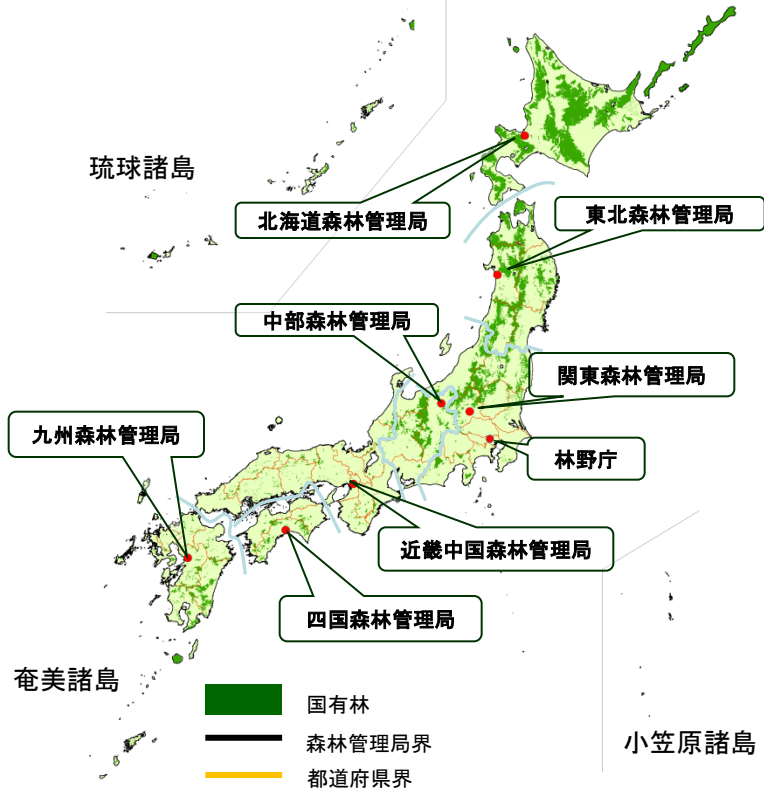 琉球諸島
北海道森林管理局
東北森林管理局
中部森林管理局
関東森林管理局
九州森林管理局
林野庁
近畿中国森林管理局
四国森林管理局
奄美諸島
国有林
森林管理局界
小笠原諸島
都道府県界